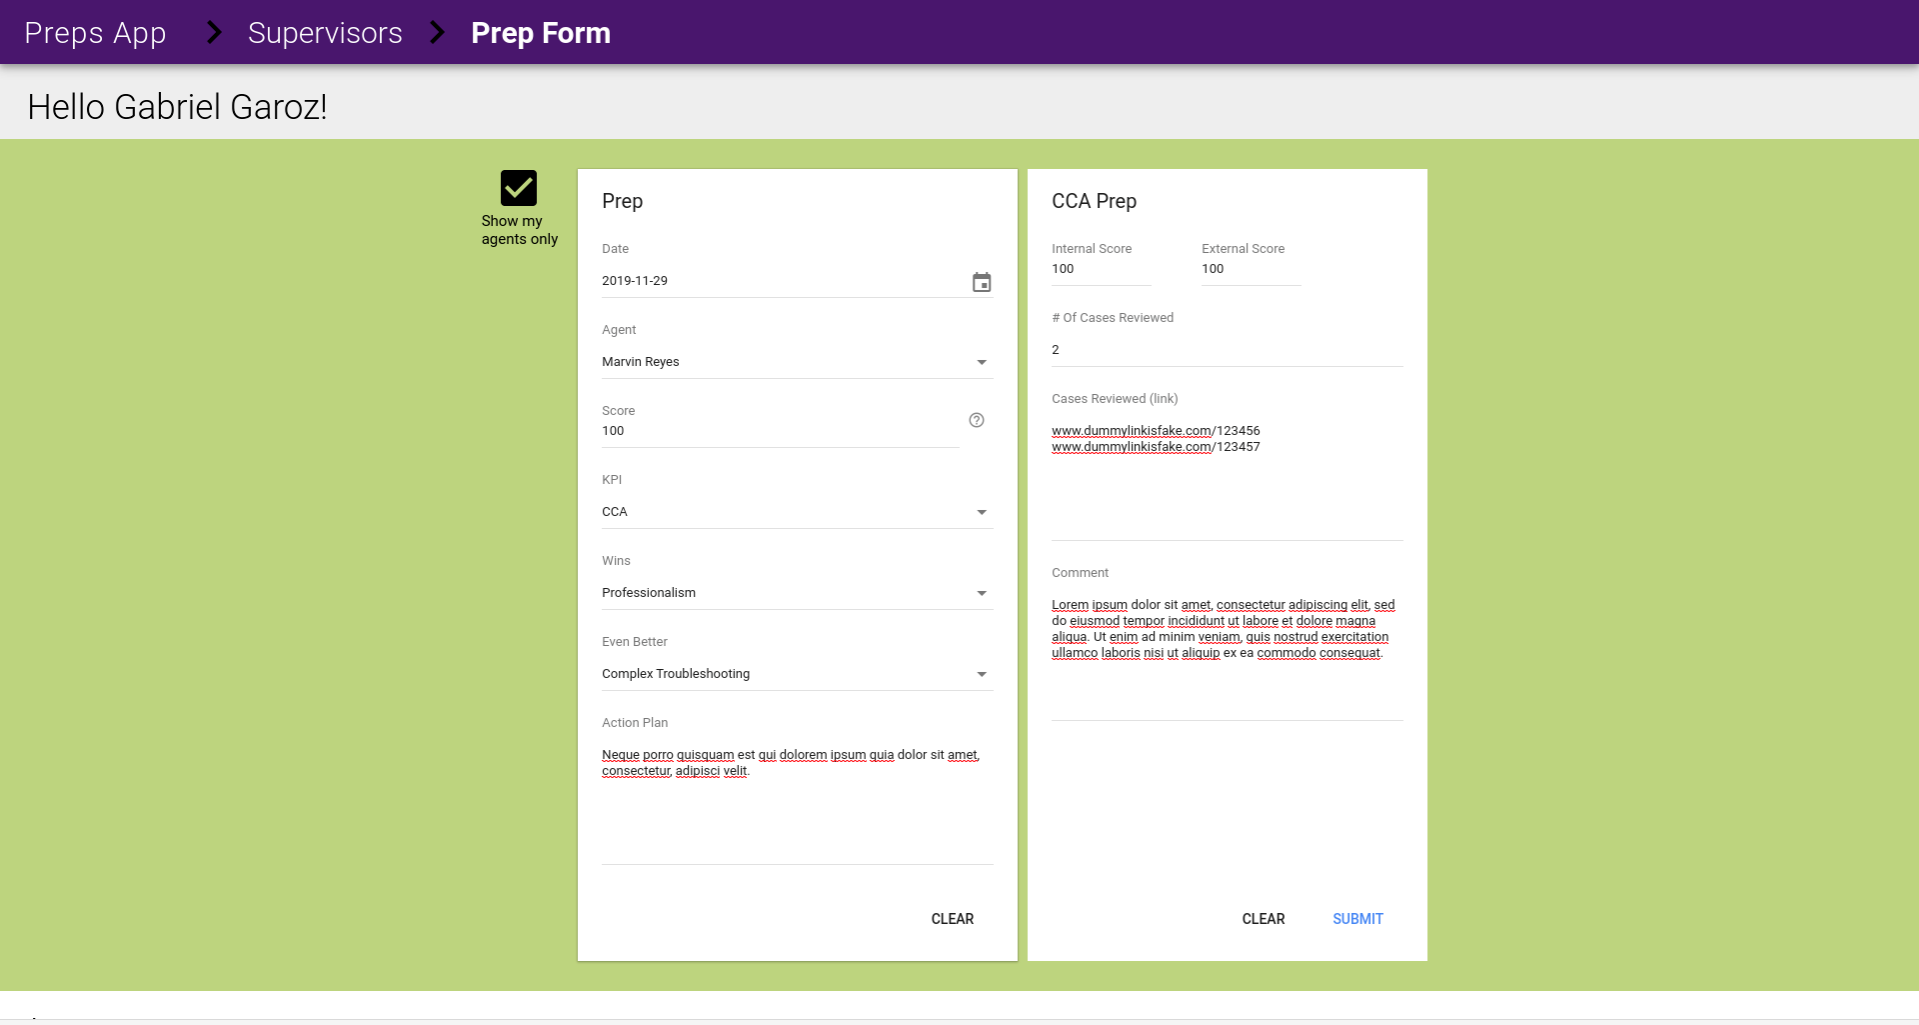 Preps App
Supervisors
Prep Form
Hello Gabriel Garoz!
Show my
agents only
Prep
Date
2019-11-29
Agent
Marvin Reyes
Score
100
KPI
CCA
Wins
Professionalism
Even Better
Complex Troubleshooting
Action Plan
Neque porro quisquam est qui dolorem ipsum quia dolor sit amet,
consectetur, adipisci velit.
CLEAR
CCA Prep
Internal Score
External Score
100
100
# Of Cases Reviewed
2
Cases Reviewed (link)
www.dummylinkisfake.com/123456
www.dummylinkisfake.com/123457
Comment
Lorem ipsum dolor sit amet, consectetur adipiscing elit, sed
do eiusmod tempor incididunt ut labore et dolore magna
aliqua. Ut enim ad minim veniam, quis nostrud exercitation
ullamco laboris nisi ut aliquip ex ea commodo consequat.
CLEAR
SUBMIT